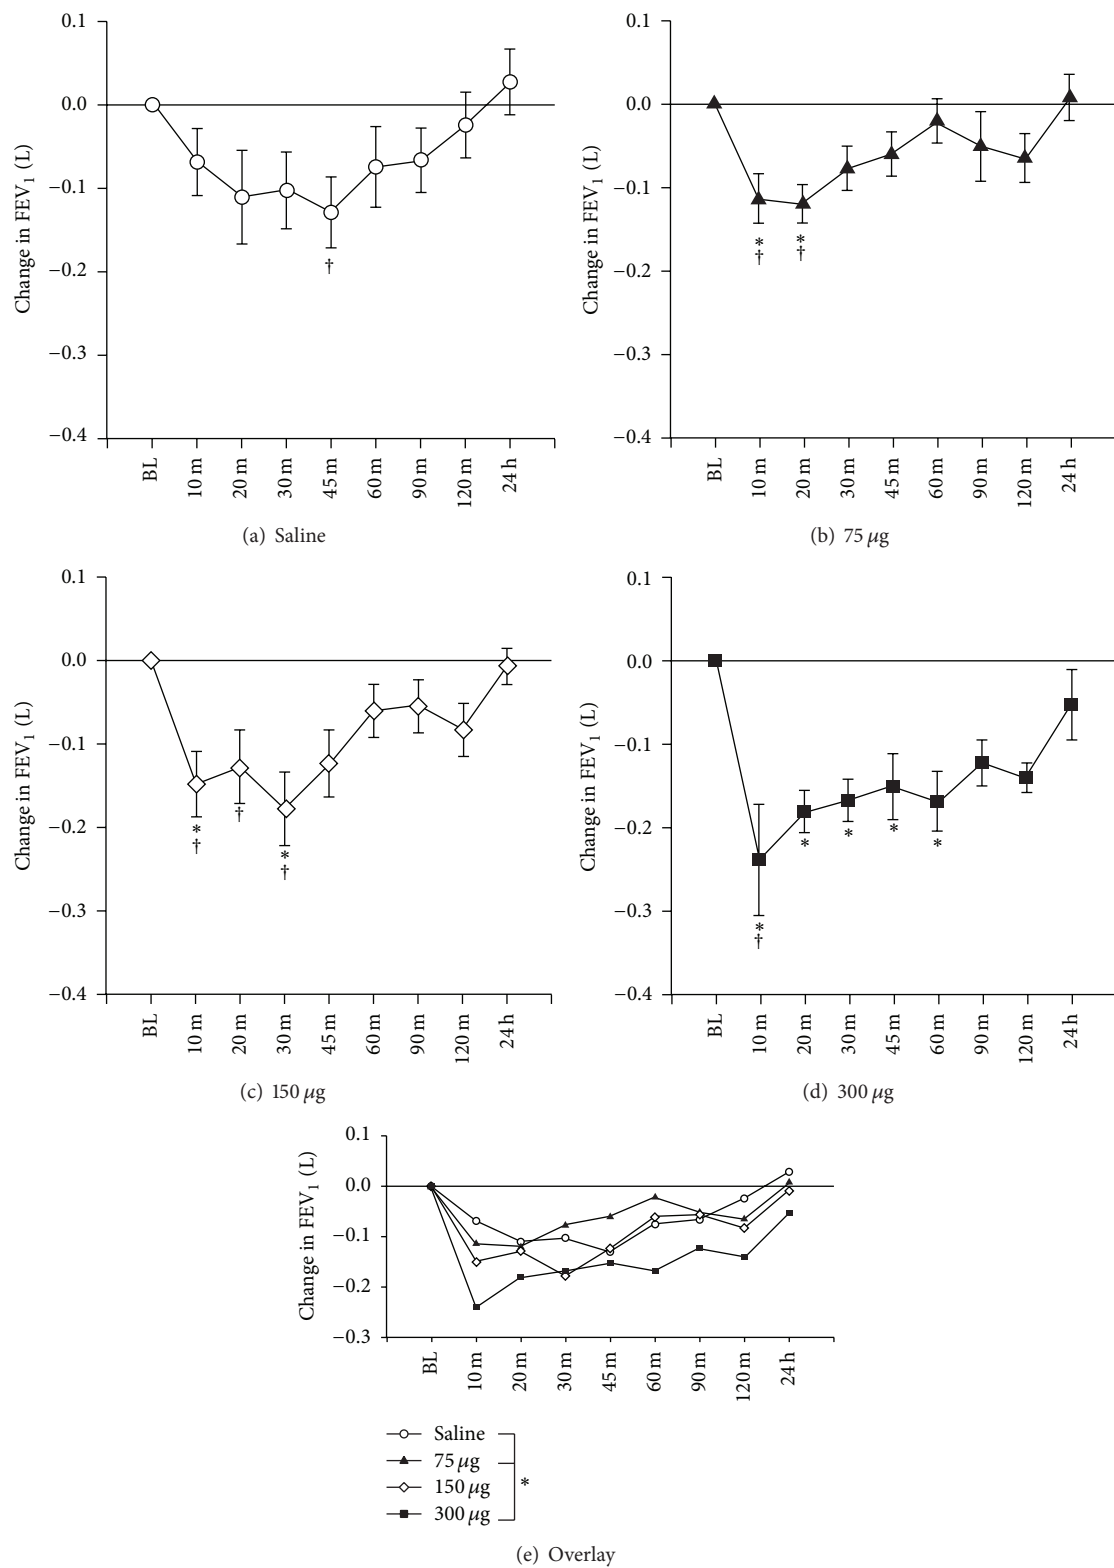 0.1
0.0
−0.1
−0.2
−0.3
−0.4
Change in FEV₁ (L)
†
BL
10 m
20 m
30 m
45 m
60 m
90 m
120 m
24 h
(a) Saline
0.1
0.0
−0.1
−0.2
−0.3
−0.4
Change in FEV₁ (L)
*
†
*
†
BL
10 m
20 m
30 m
45 m
60 m
90 m
120 m
24 h
(b) 75 µg
0.1
0.0
−0.1
−0.2
−0.3
−0.4
Change in FEV₁ (L)
*
†
†
*
†
BL
10 m
20 m
30 m
45 m
60 m
90 m
120 m
24 h
(c) 150 µg
0.1
0.0
−0.1
−0.2
−0.3
−0.4
Change in FEV₁ (L)
*
†
*
*
*
*
BL
10 m
20 m
30 m
45 m
60 m
90 m
120 m
24 h
(d) 300 µg
0.1
0.0
−0.1
−0.2
−0.3
Change in FEV₁ (L)
BL
10 m
20 m
30 m
45 m
60 m
90 m
120 m
24 h
Saline
75 µg
150 µg
300 µg
*
(e) Overlay